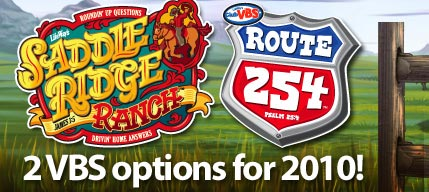 ROUNDIN' UP QUESTIONS
LifeWay's
SADDLE
RIDGE
RANCH
JAMES 1:5
DRIVIN' HOME ANSWERS
Club VBS
ROUTE
254
PSALM 25:4
2 VBS options for 2010!